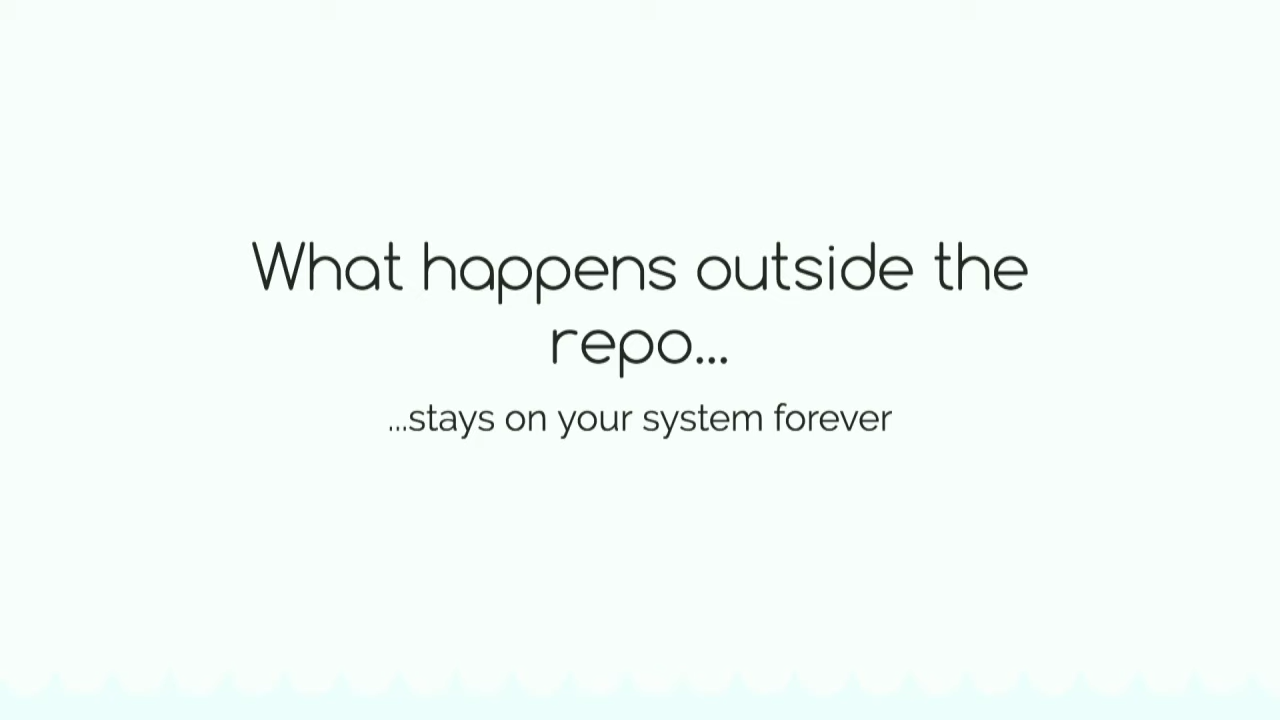 What happens outside the
repo...
...stays on your system forever